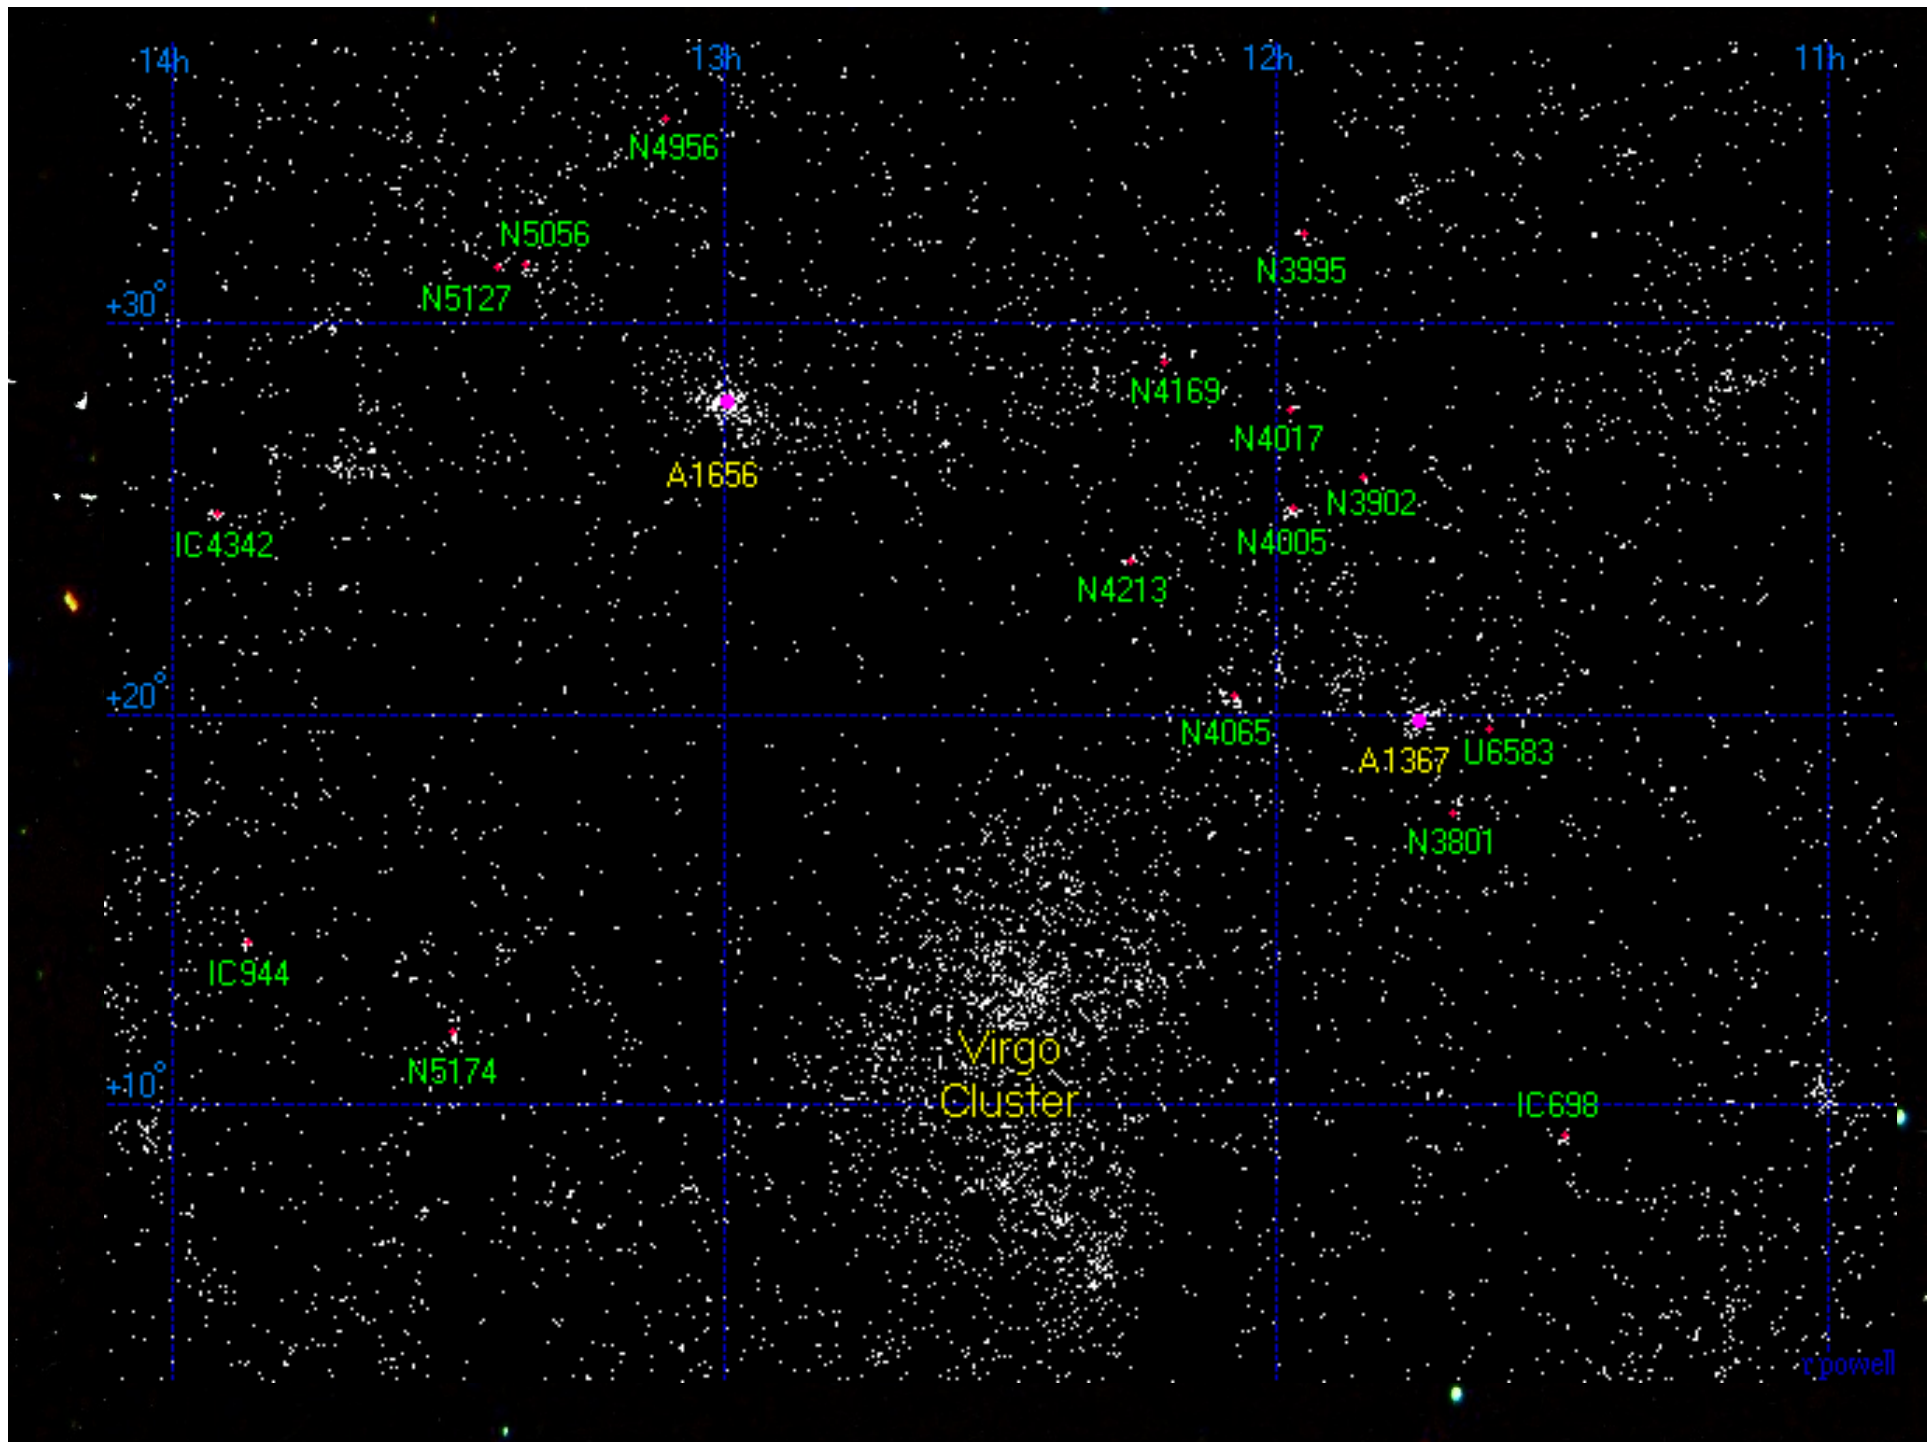 14h 13h 12h 11h
N4956
N5056
N3995
N5127
+30°
N4169
N4017
A1656
N3902
IC4342
N4005
N4213
+20°
N4065
A1367 U6583
N3801
IC944
Virgo
N5174
+10°
Cluster
IC698
r powell